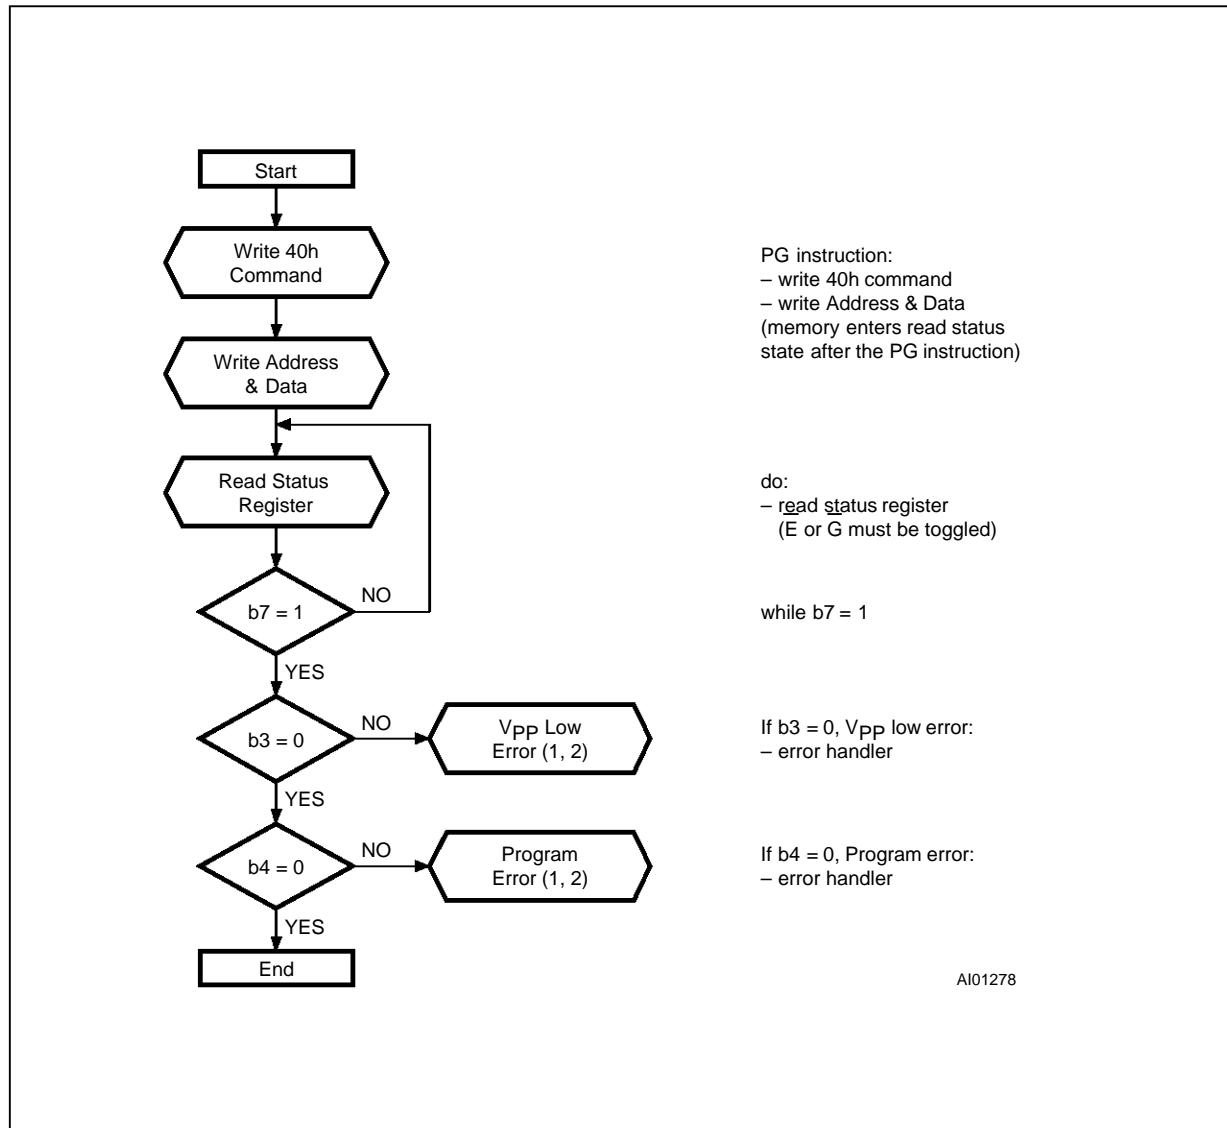 Start
Write 40h
Command
PG instruction:
– write 40h command
– write Address & Data
(memory enters read status
state after the PG instruction)
Write Address
& Data
Read Status
Register
do:
– read status register
(E̅ or G̅ must be toggled)
b7 = 1
NO
while b7 = 1
YES
b3 = 0
NO
VPP Low
Error (1, 2)
If b3 = 0, VPP low error:
– error handler
YES
b4 = 0
NO
Program
Error (1, 2)
If b4 = 0, Program error:
– error handler
YES
End
AI01278